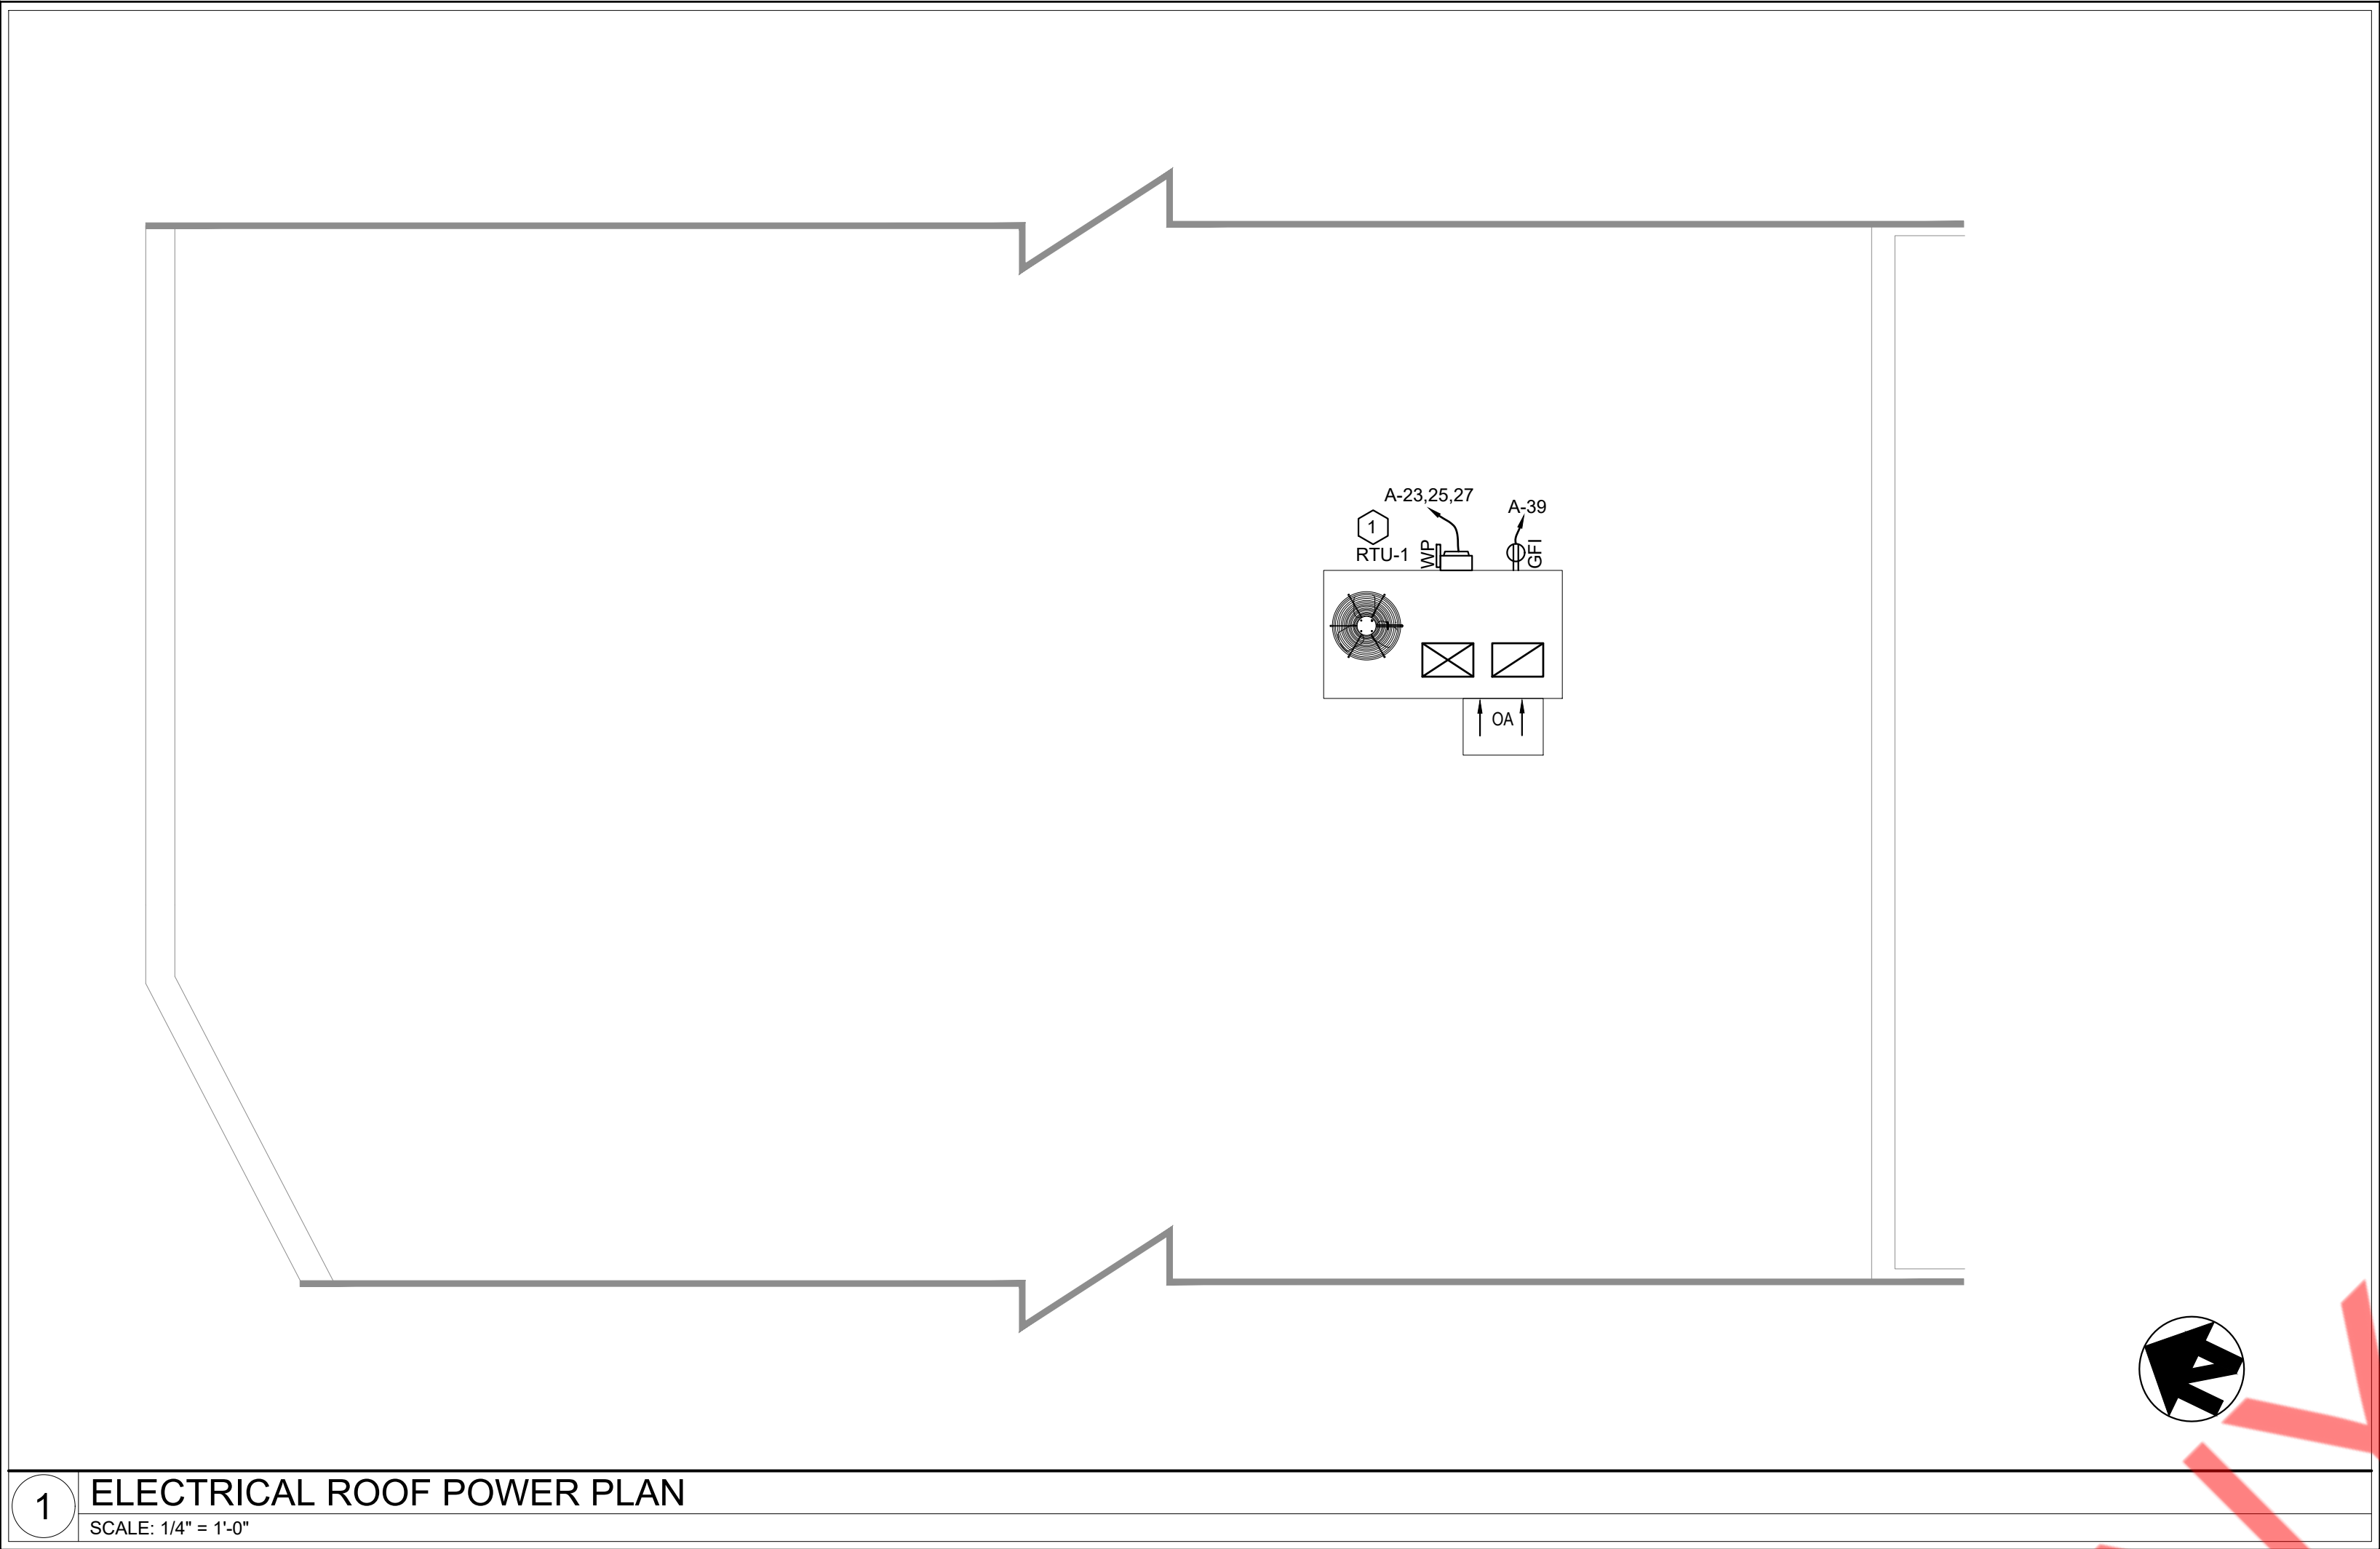 A-23,25,27
A-39
1
RTU-1
WP
GFI
OA
1
ELECTRICAL ROOF POWER PLAN
SCALE: 1/4" = 1'-0"